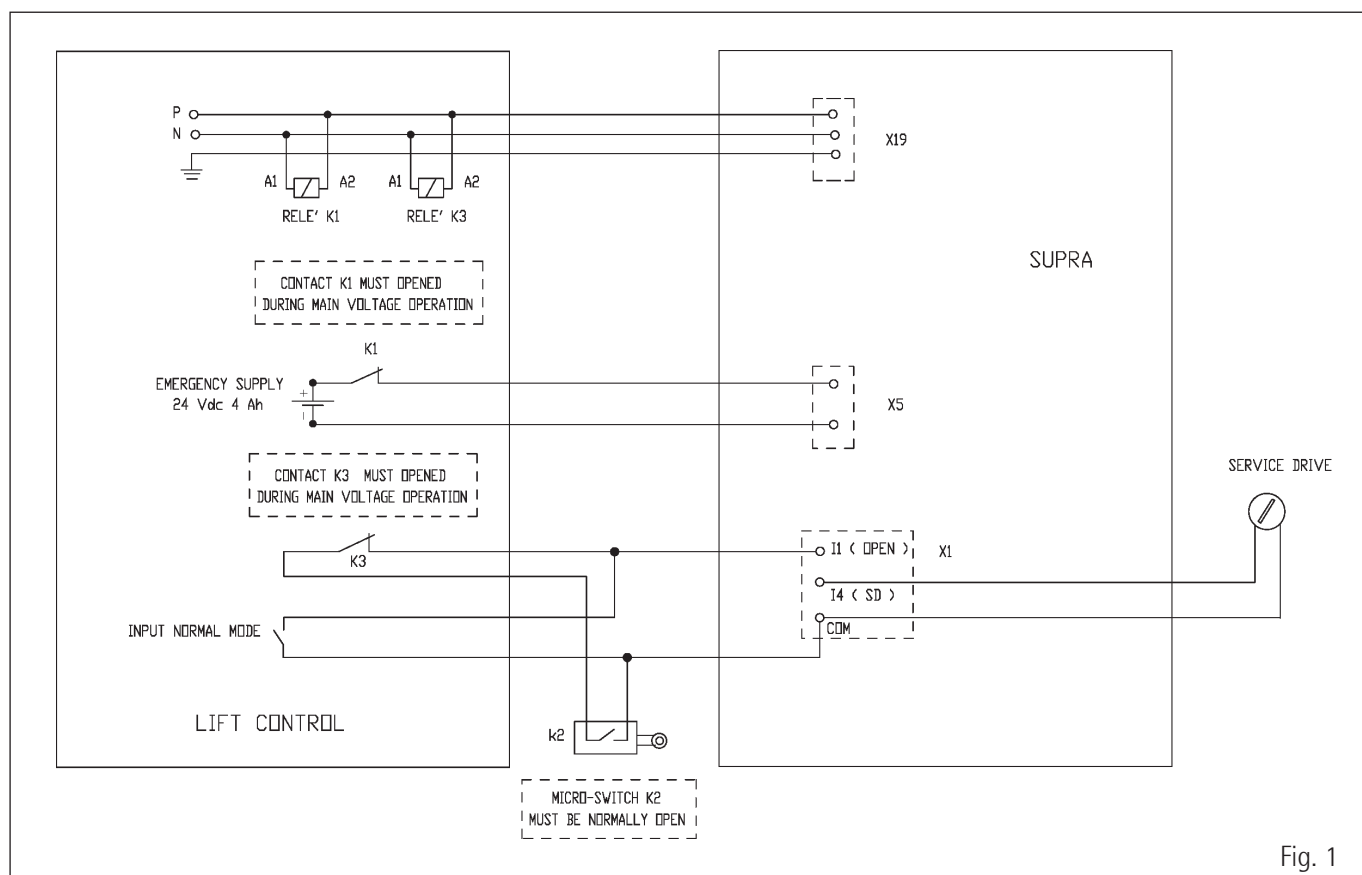 P
N
X19
A1 A2 A1 A2
RELE' K1 RELE' K3
SUPRA
CONTACT K1 MUST OPENED
DURING MAIN VOLTAGE OPERATION
K1
EMERGENCY SUPPLY
24 Vdc 4 Ah
+
-
X5
CONTACT K3 MUST OPENED
DURING MAIN VOLTAGE OPERATION
SERVICE DRIVE
K3
I1 ( OPEN )
X1
I4 ( SD )
COM
INPUT NORMAL MODE
LIFT CONTROL
k2
MICRO-SWITCH K2
MUST BE NORMALLY OPEN
Fig. 1